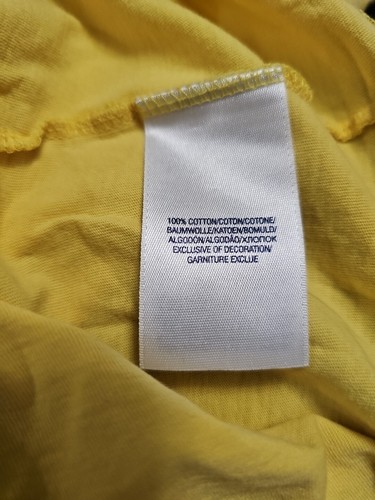 100% COTTON/COTON/COTONE/
BAUMWOLLE/KATOEN/BOMULD/
ALGODÓN/ALGODÃO/ХЛОПОК
EXCLUSIVE OF DECORATION/
GARNITURE EXCLUE